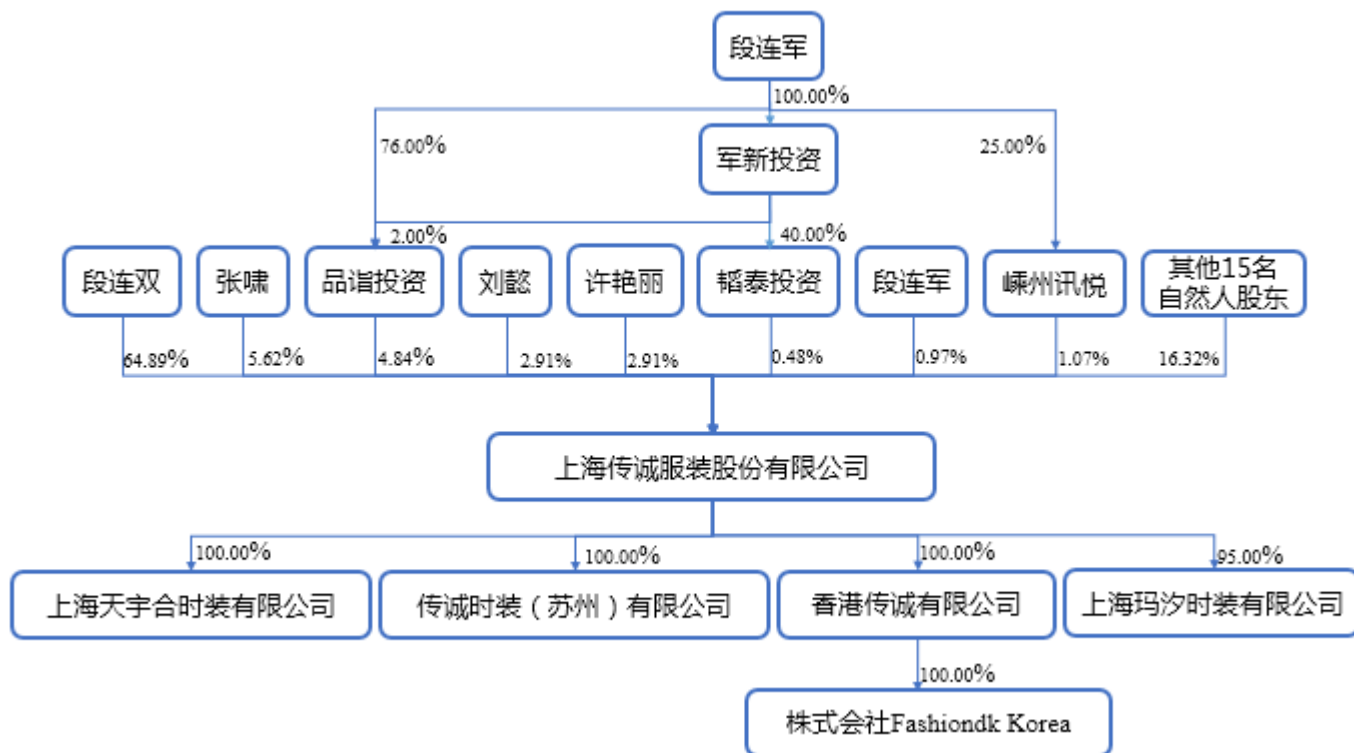 段连军
100.00%
76.00%
军新投资
25.00%
2.00%
40.00%
段连双
张啸
品诣投资
刘懿
许艳丽
韬泰投资
段连军
嵊州讯悦
其他15名
自然人股东
64.89%
5.62%
4.84%
2.91%
2.91%
0.48%
0.97%
1.07%
16.32%
上海传诚服装股份有限公司
100.00%
100.00%
100.00%
95.00%
上海天宇合时装有限公司
传诚时装（苏州）有限公司
香港传诚有限公司
上海玛汐时装有限公司
100.00%
株式会社Fashiondk Korea